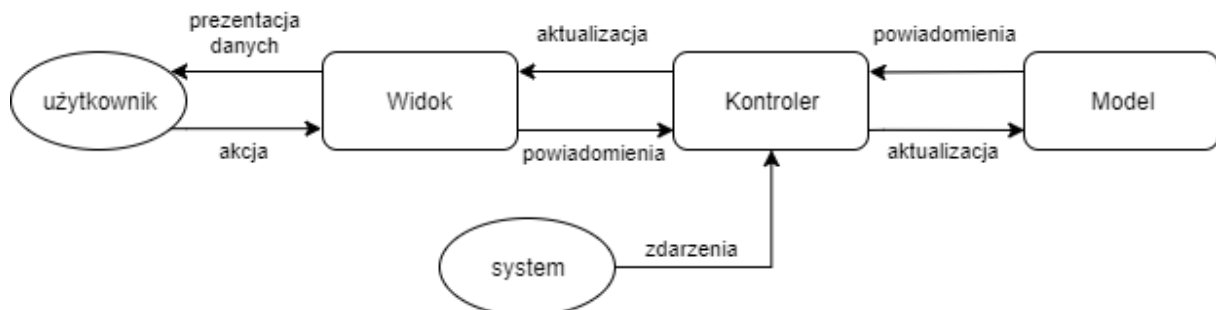 prezentacja
danych
aktualizacja
powiadomienia
użytkownik
Widok
Kontroler
Model
akcja
powiadomienia
aktualizacja
zdarzenia
system